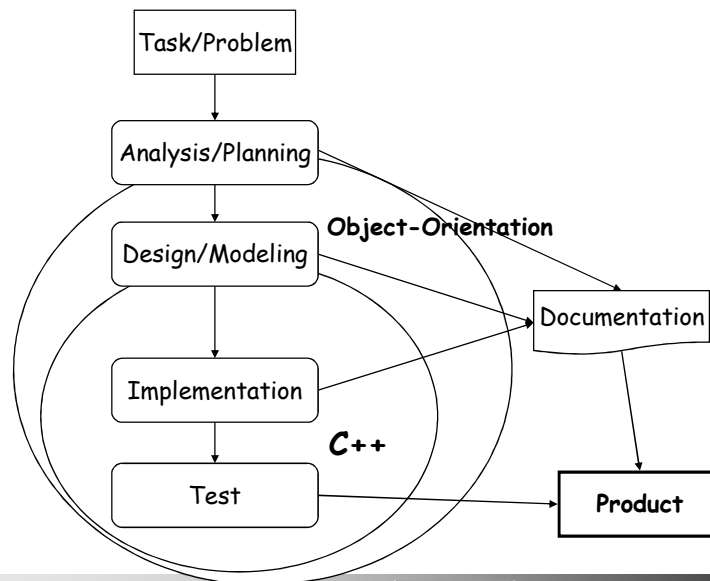 Task/Problem
Analysis/Planning
Object-Orientation
Design/Modeling
Documentation
Implementation
C++
Test
Product